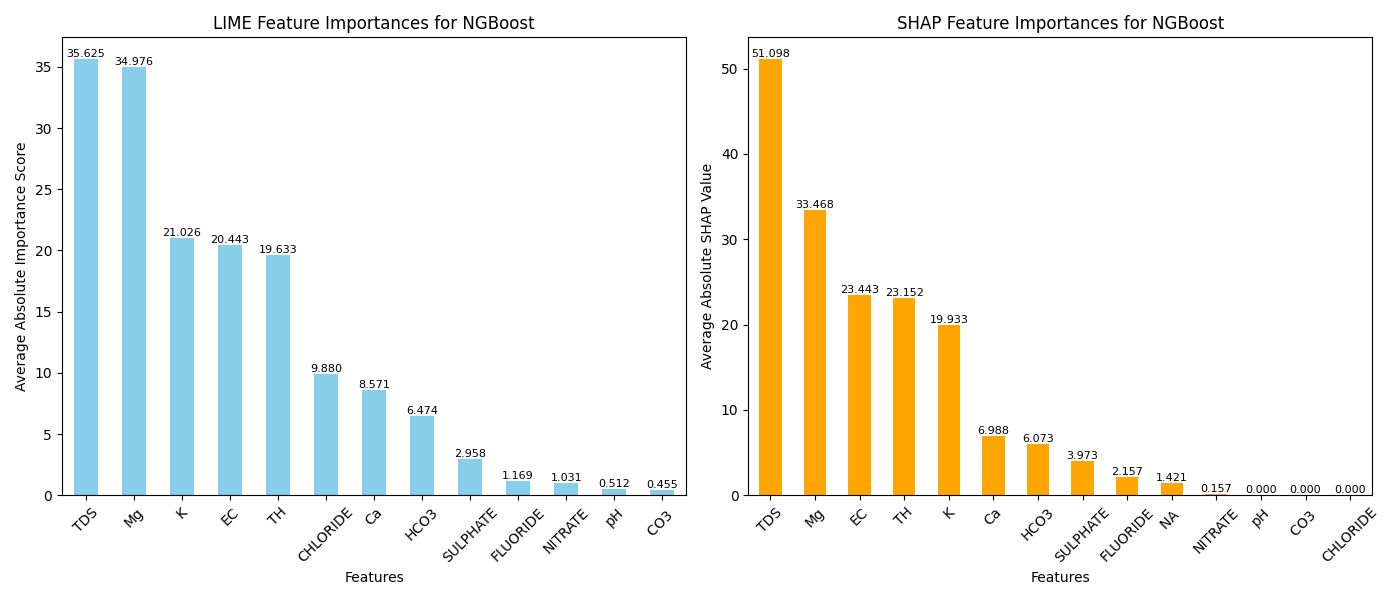 LIME Feature Importances for NGBoost
Average Absolute Importance Score
35
30
25
20
15
10
5
0
35.625
34.976
21.026
20.443
19.633
9.880
8.571
6.474
2.958
1.169
1.031
0.512
0.455
TDS
Mg
K
EC
TH
CHLORIDE
Ca
HCO3
SULPHATE
FLUORIDE
NITRATE
pH
CO3
Features
SHAP Feature Importances for NGBoost
Average Absolute SHAP Value
50
40
30
20
10
0
51.098
33.468
23.443
23.152
19.933
6.988
6.073
3.973
2.157
1.421
0.157
0.000
0.000
0.000
TDS
Mg
EC
TH
K
Ca
HCO3
SULPHATE
FLUORIDE
NA
NITRATE
pH
CO3
CHLORIDE
Features